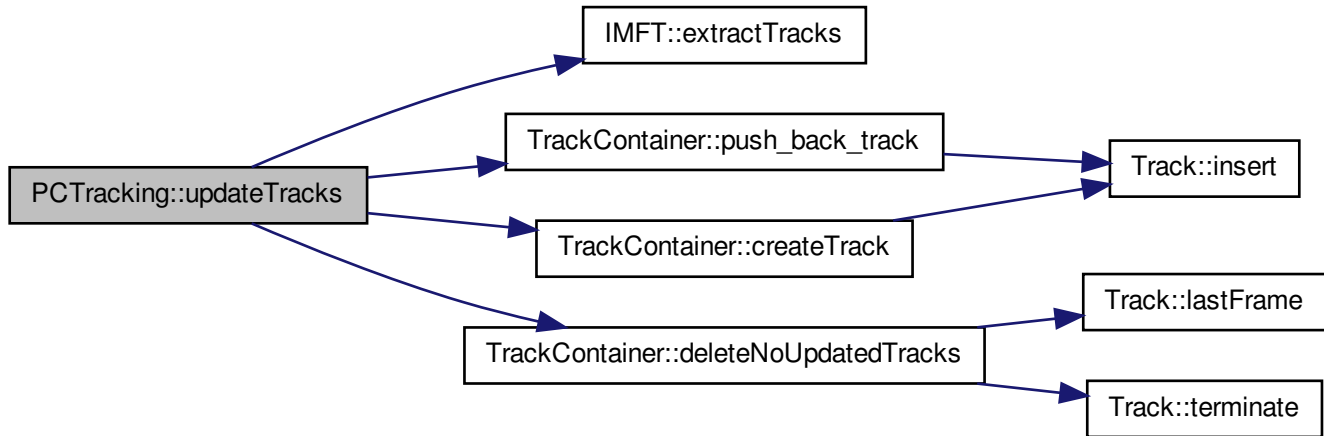 IMFT::extractTracks
TrackContainer::push_back_track
Track::insert
PCTracking::updateTracks
TrackContainer::createTrack
Track::lastFrame
TrackContainer::deleteNoUpdatedTracks
Track::terminate